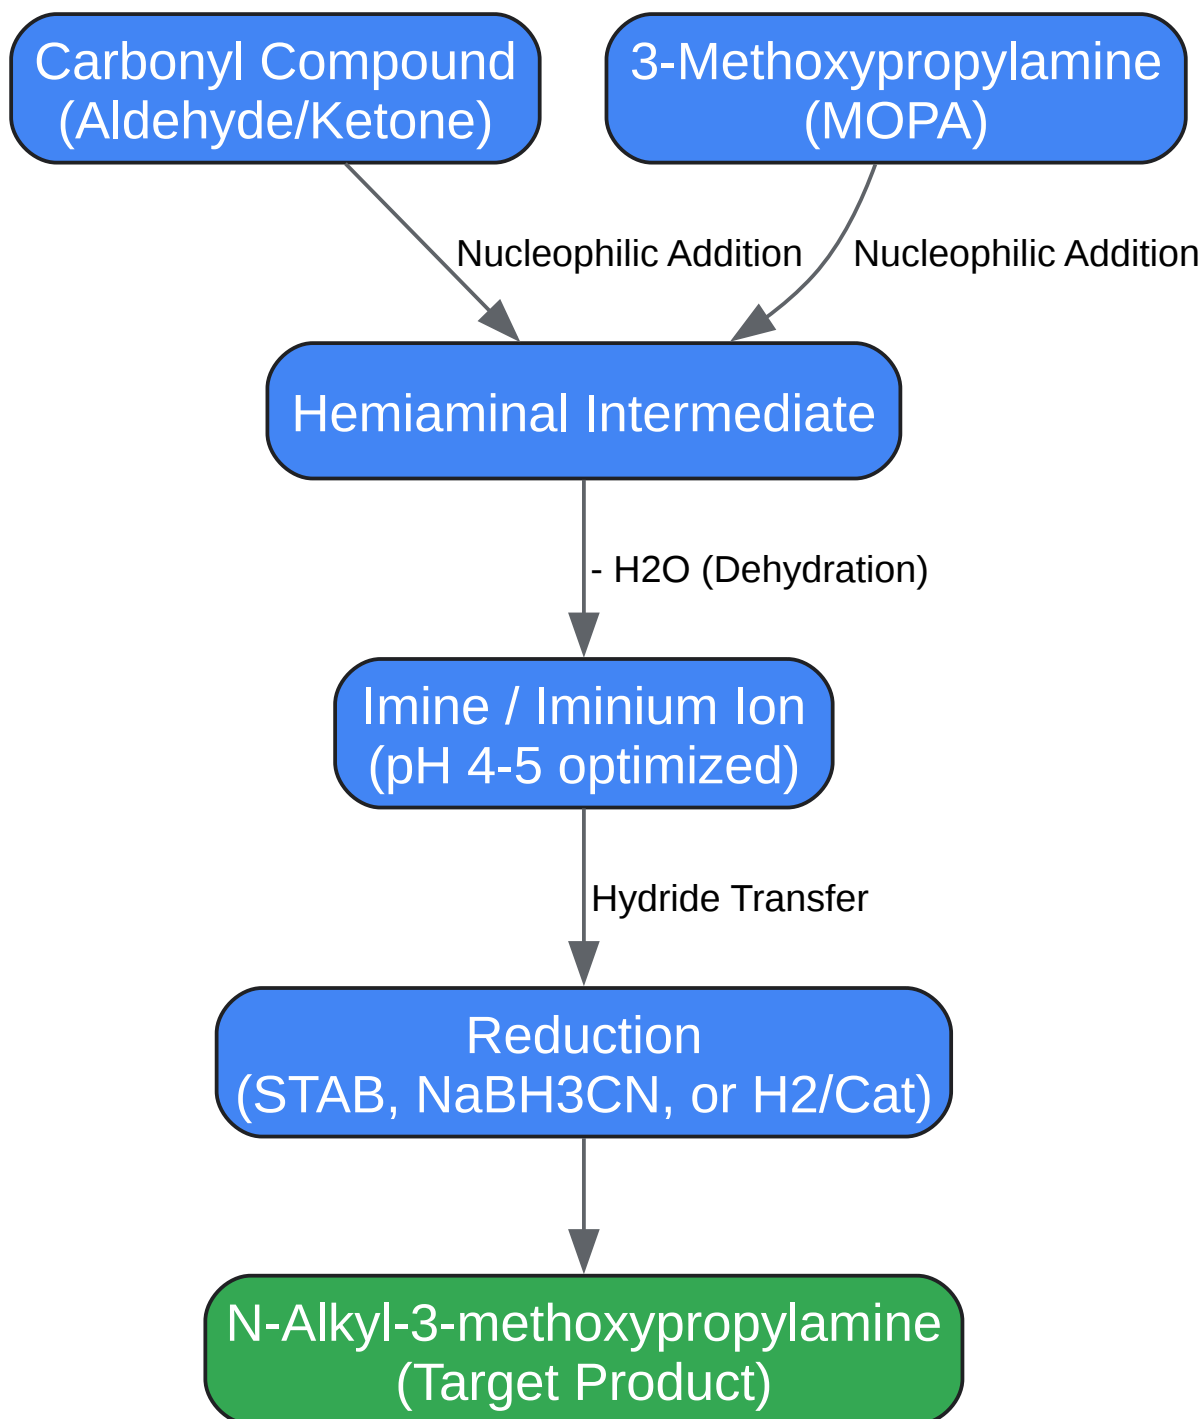 Carbonyl Compound
(Aldehyde/Ketone)
3-Methoxypropylamine
(MOPA)
Nucleophilic Addition
Nucleophilic Addition
Hemiaminal Intermediate
- H2O (Dehydration)
Imine / Iminium Ion
(pH 4-5 optimized)
Hydride Transfer
Reduction
(STAB, NaBH3CN, or H2/Cat)
N-Alkyl-3-methoxypropylamine
(Target Product)